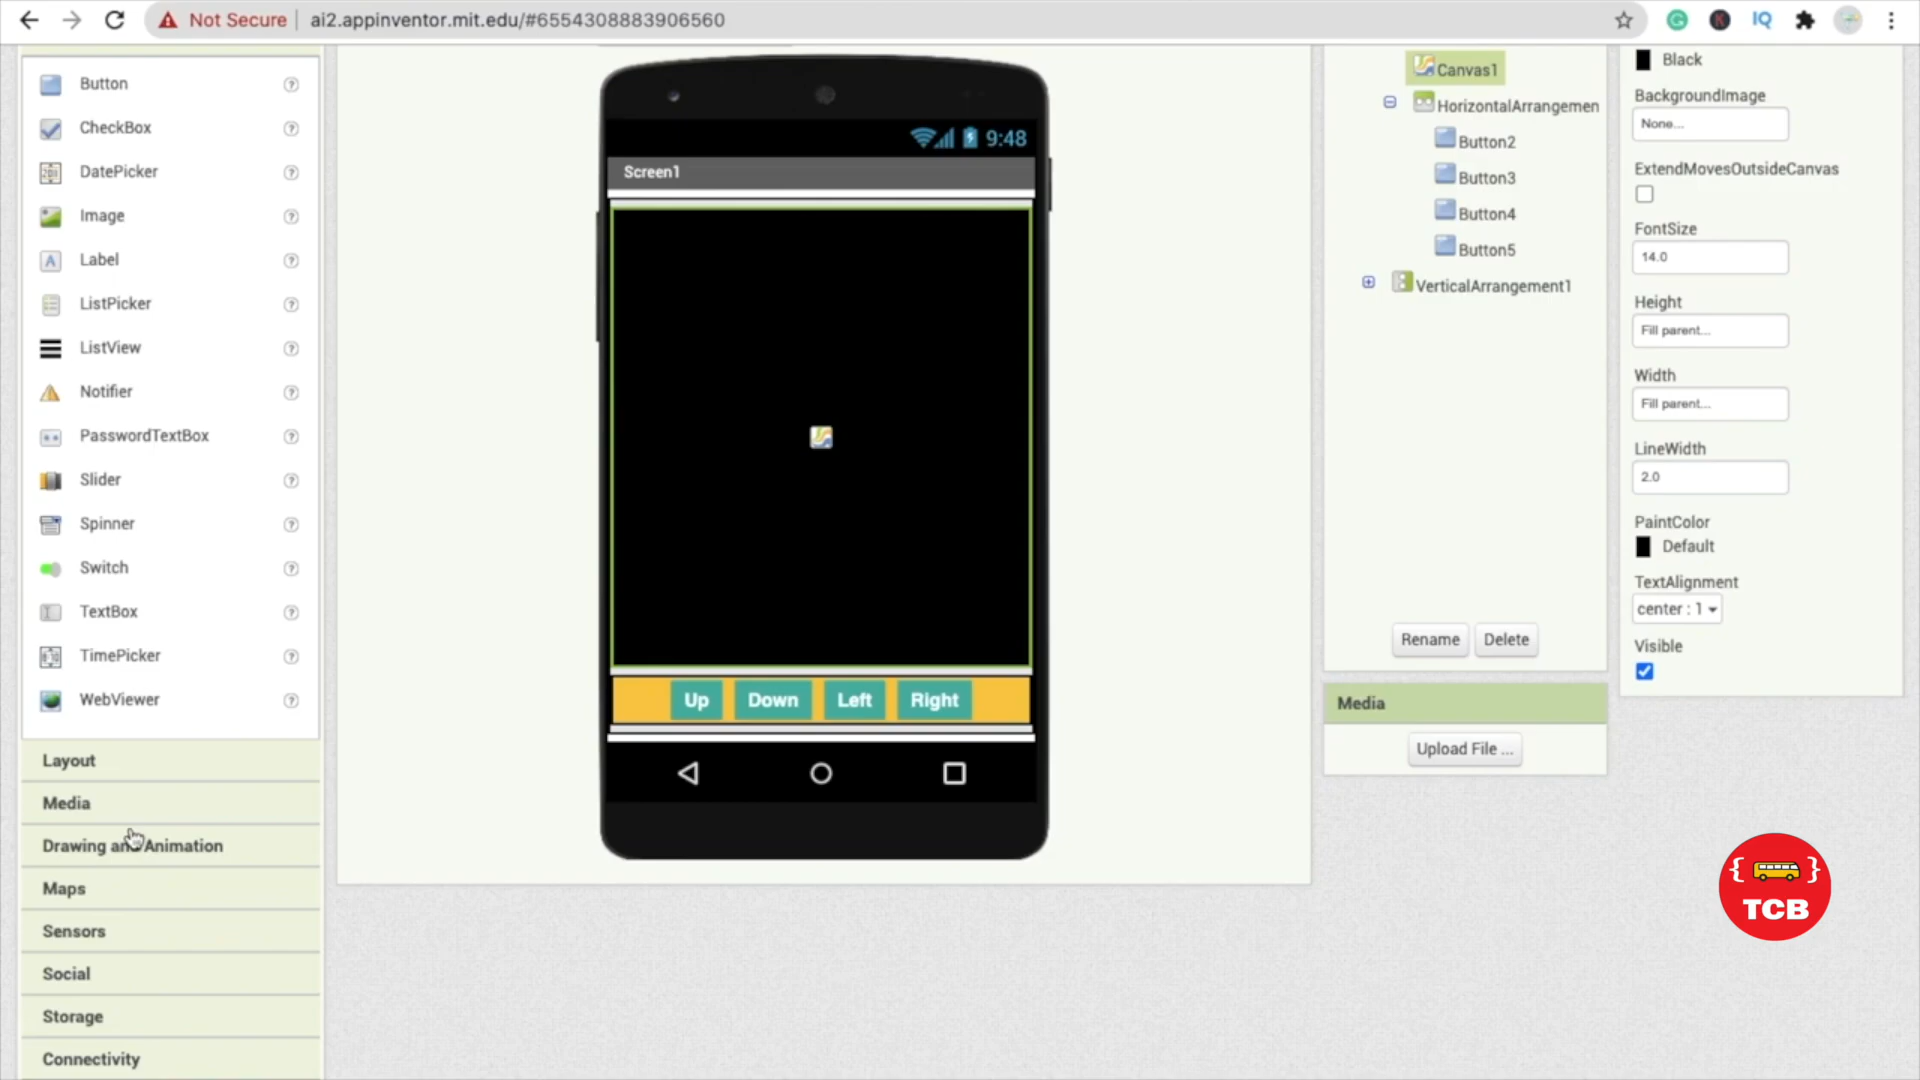 Not Secure
ai2.appinventor.mit.edu/#6554308883906560
IQ
Button
CheckBox
DatePicker
Image
Label
ListPicker
ListView
Notifier
PasswordTextBox
Slider
Spinner
Switch
TextBox
TimePicker
WebViewer
Layout
Media
Drawing and Animation
Maps
Sensors
Social
Storage
Connectivity
9:48
Screen1
Up Down Left Right
Canvas1
HorizontalArrangemen
Button2
Button3
Button4
Button5
VerticalArrangement1
Rename Delete
Media
Upload File ...
Black
BackgroundImage
None...
ExtendMovesOutsideCanvas
FontSize
14.0
Height
Fill parent...
Width
Fill parent...
LineWidth
2.0
PaintColor
Default
TextAlignment
center : 1
Visible
{ }
TCB